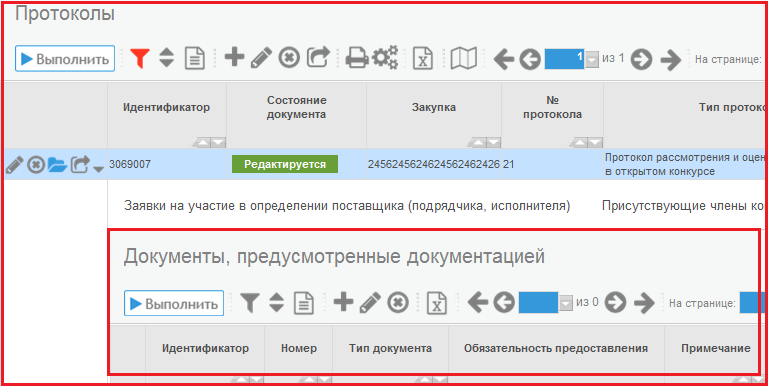 Протоколы
Выполнить 1 из 1 На странице:
Идентификатор Состояние документа Закупка № протокола Тип проток
3069007 Редактируется 2456245624624562462426 21 Протокол рассмотрения и оцен
в открытом конкурсе
Заявки на участие в определении поставщика (подрядчика, исполнителя) Присутствующие члены ко
Документы, предусмотренные документацией
Выполнить из 0 На странице:
Идентификатор Номер Тип документа Обязательность предоставления Примечание